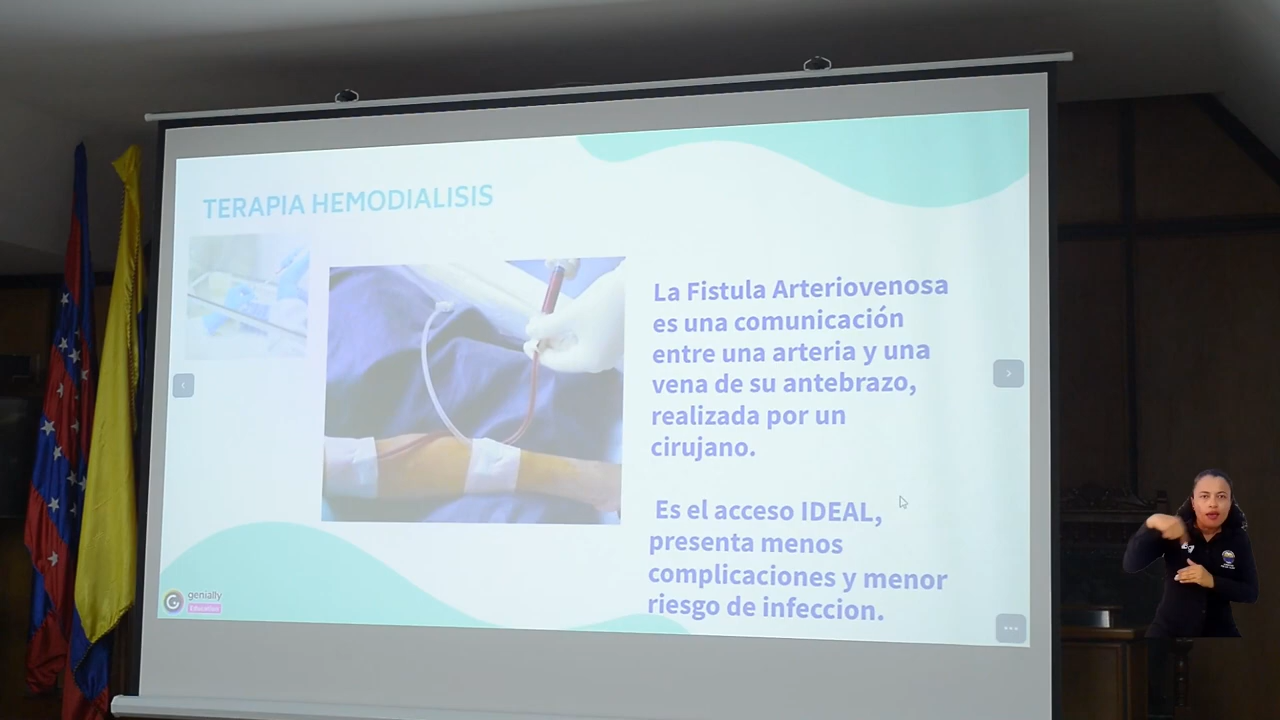 TERAPIA HEMODIALISIS
La Fistula Arteriovenosa
es una comunicación
entre una arteria y una
vena de su antebrazo,
realizada por un
cirujano.
Es el acceso IDEAL,
presenta menos
complicaciones y menor
riesgo de infeccion.
genially
Educativo